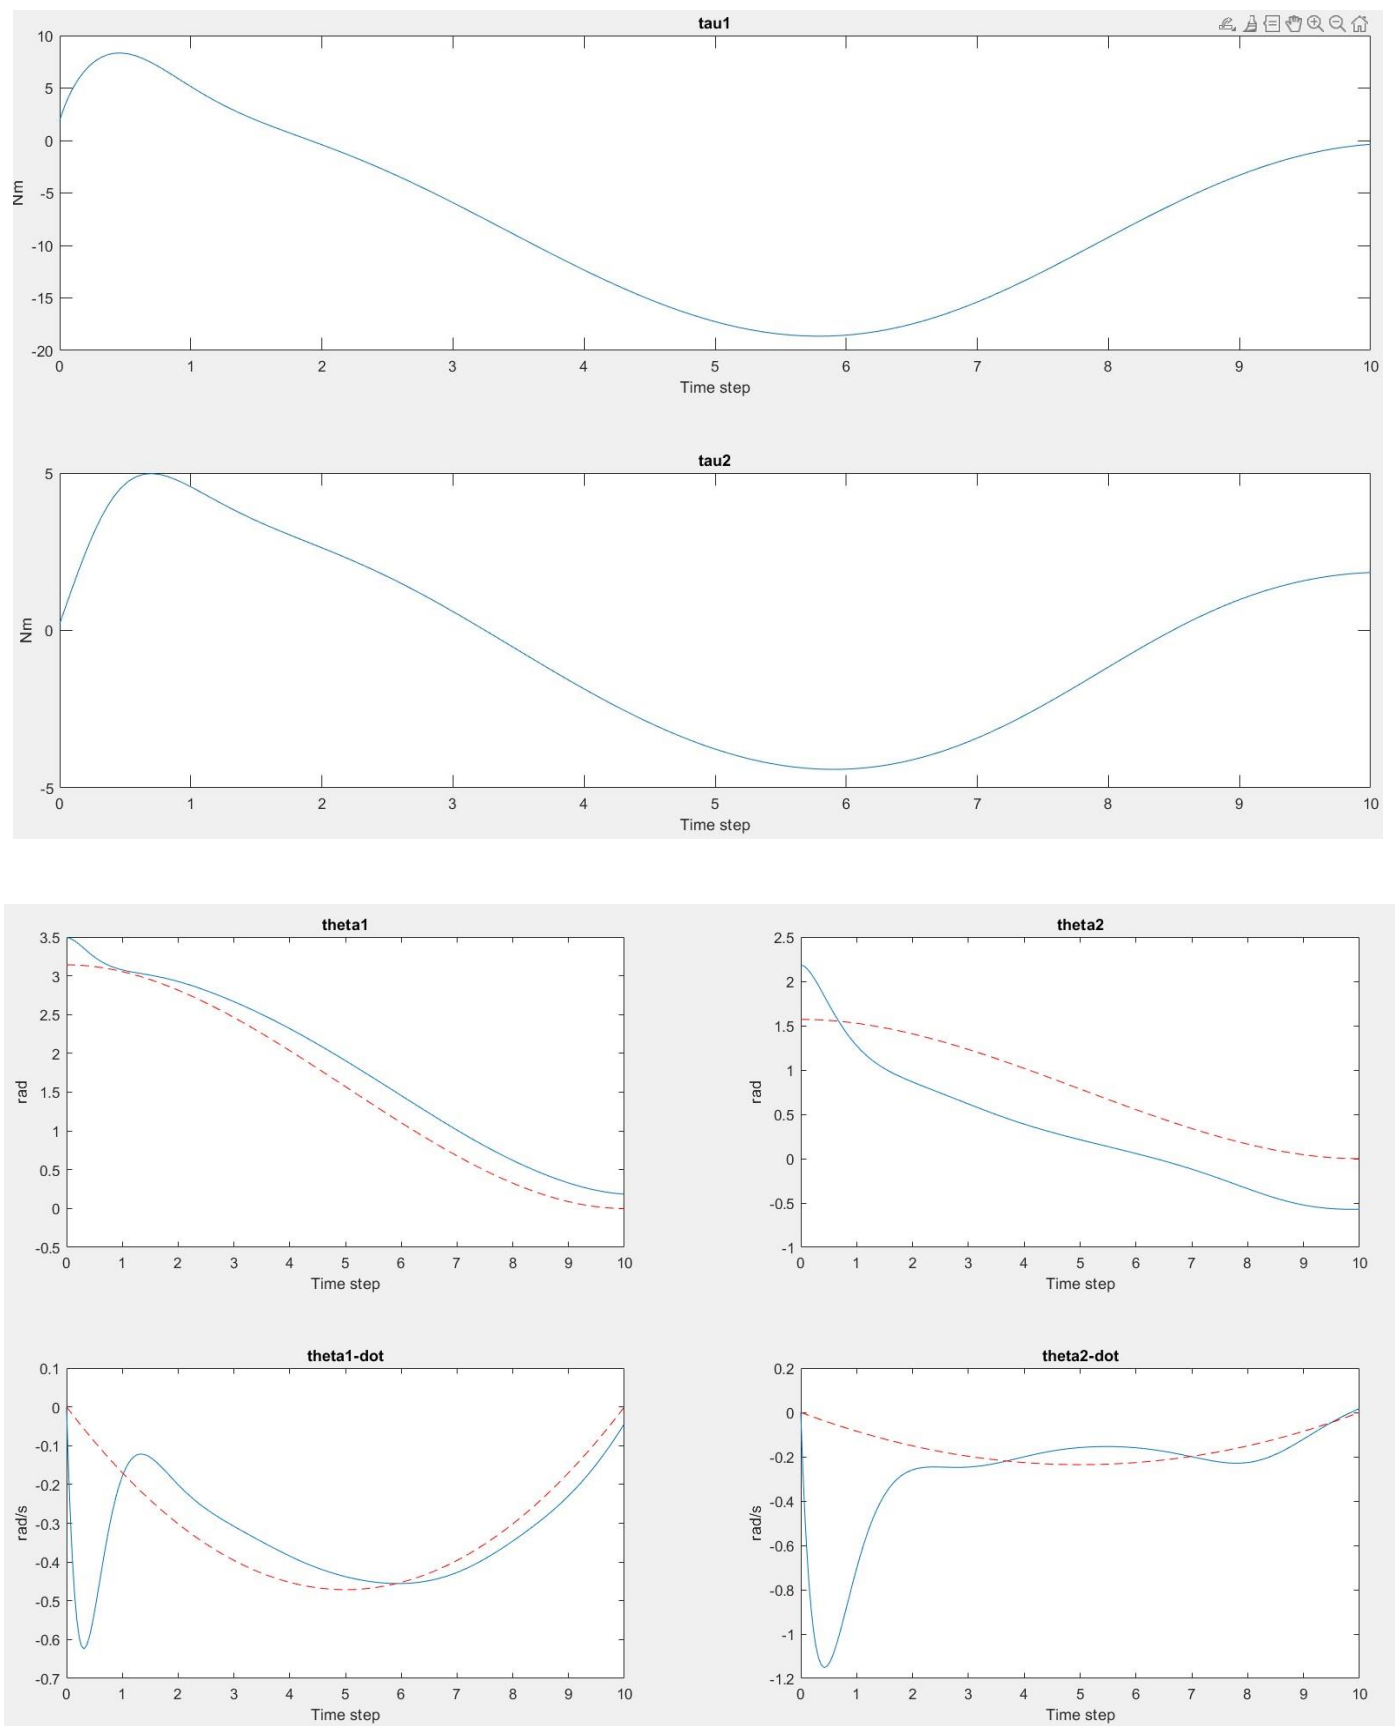 tau1
10
5
0
-5
-10
-15
-20
Nm
0 1 2 3 4 5 6 7 8 9 10
Time step
tau2
5
0
-5
Nm
0 1 2 3 4 5 6 7 8 9 10
Time step
theta1
3.5
3
2.5
2
1.5
1
0.5
0
-0.5
rad
0 1 2 3 4 5 6 7 8 9 10
Time step
theta2
2.5
2
1.5
1
0.5
0
-0.5
-1
rad
0 1 2 3 4 5 6 7 8 9 10
Time step
theta1-dot
0.1
0
-0.1
-0.2
-0.3
-0.4
-0.5
-0.6
-0.7
rad/s
0 1 2 3 4 5 6 7 8 9 10
Time step
theta2-dot
0.2
0
-0.2
-0.4
-0.6
-0.8
-1
-1.2
rad/s
0 1 2 3 4 5 6 7 8 9 10
Time step